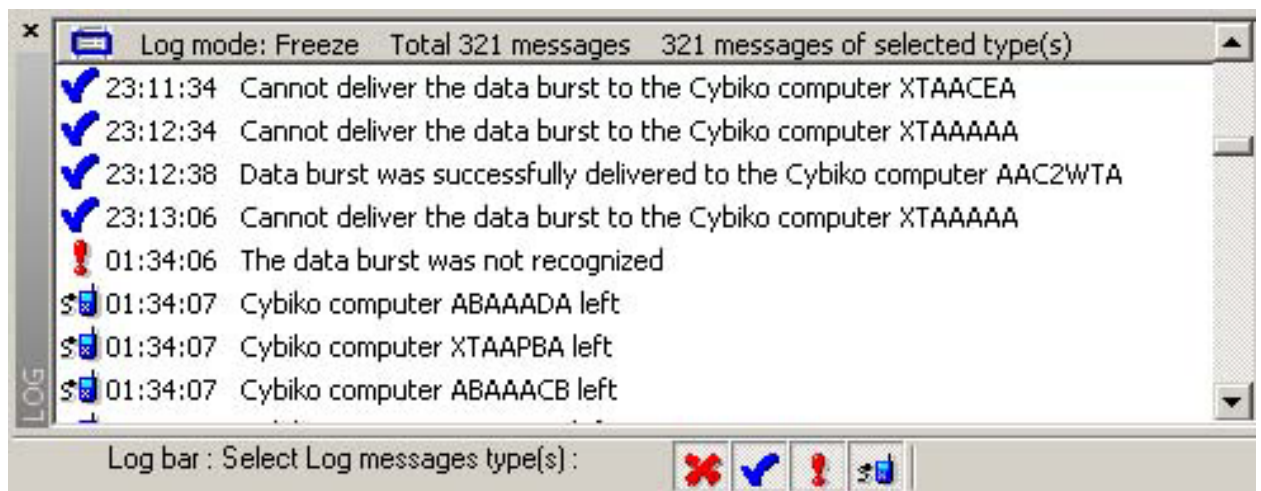 Log mode: Freeze Total 321 messages 321 messages of selected type(s)
23:11:34 Cannot deliver the data burst to the Cybiko computer XTAACEA
23:12:34 Cannot deliver the data burst to the Cybiko computer XTAAAAA
23:12:38 Data burst was successfully delivered to the Cybiko computer AAC2WTA
23:13:06 Cannot deliver the data burst to the Cybiko computer XTAAAAA
01:34:06 The data burst was not recognized
01:34:07 Cybiko computer ABAAADA left
01:34:07 Cybiko computer XTAAPBA left
01:34:07 Cybiko computer ABAAACB left
LOG
Log bar : Select Log messages type(s) :